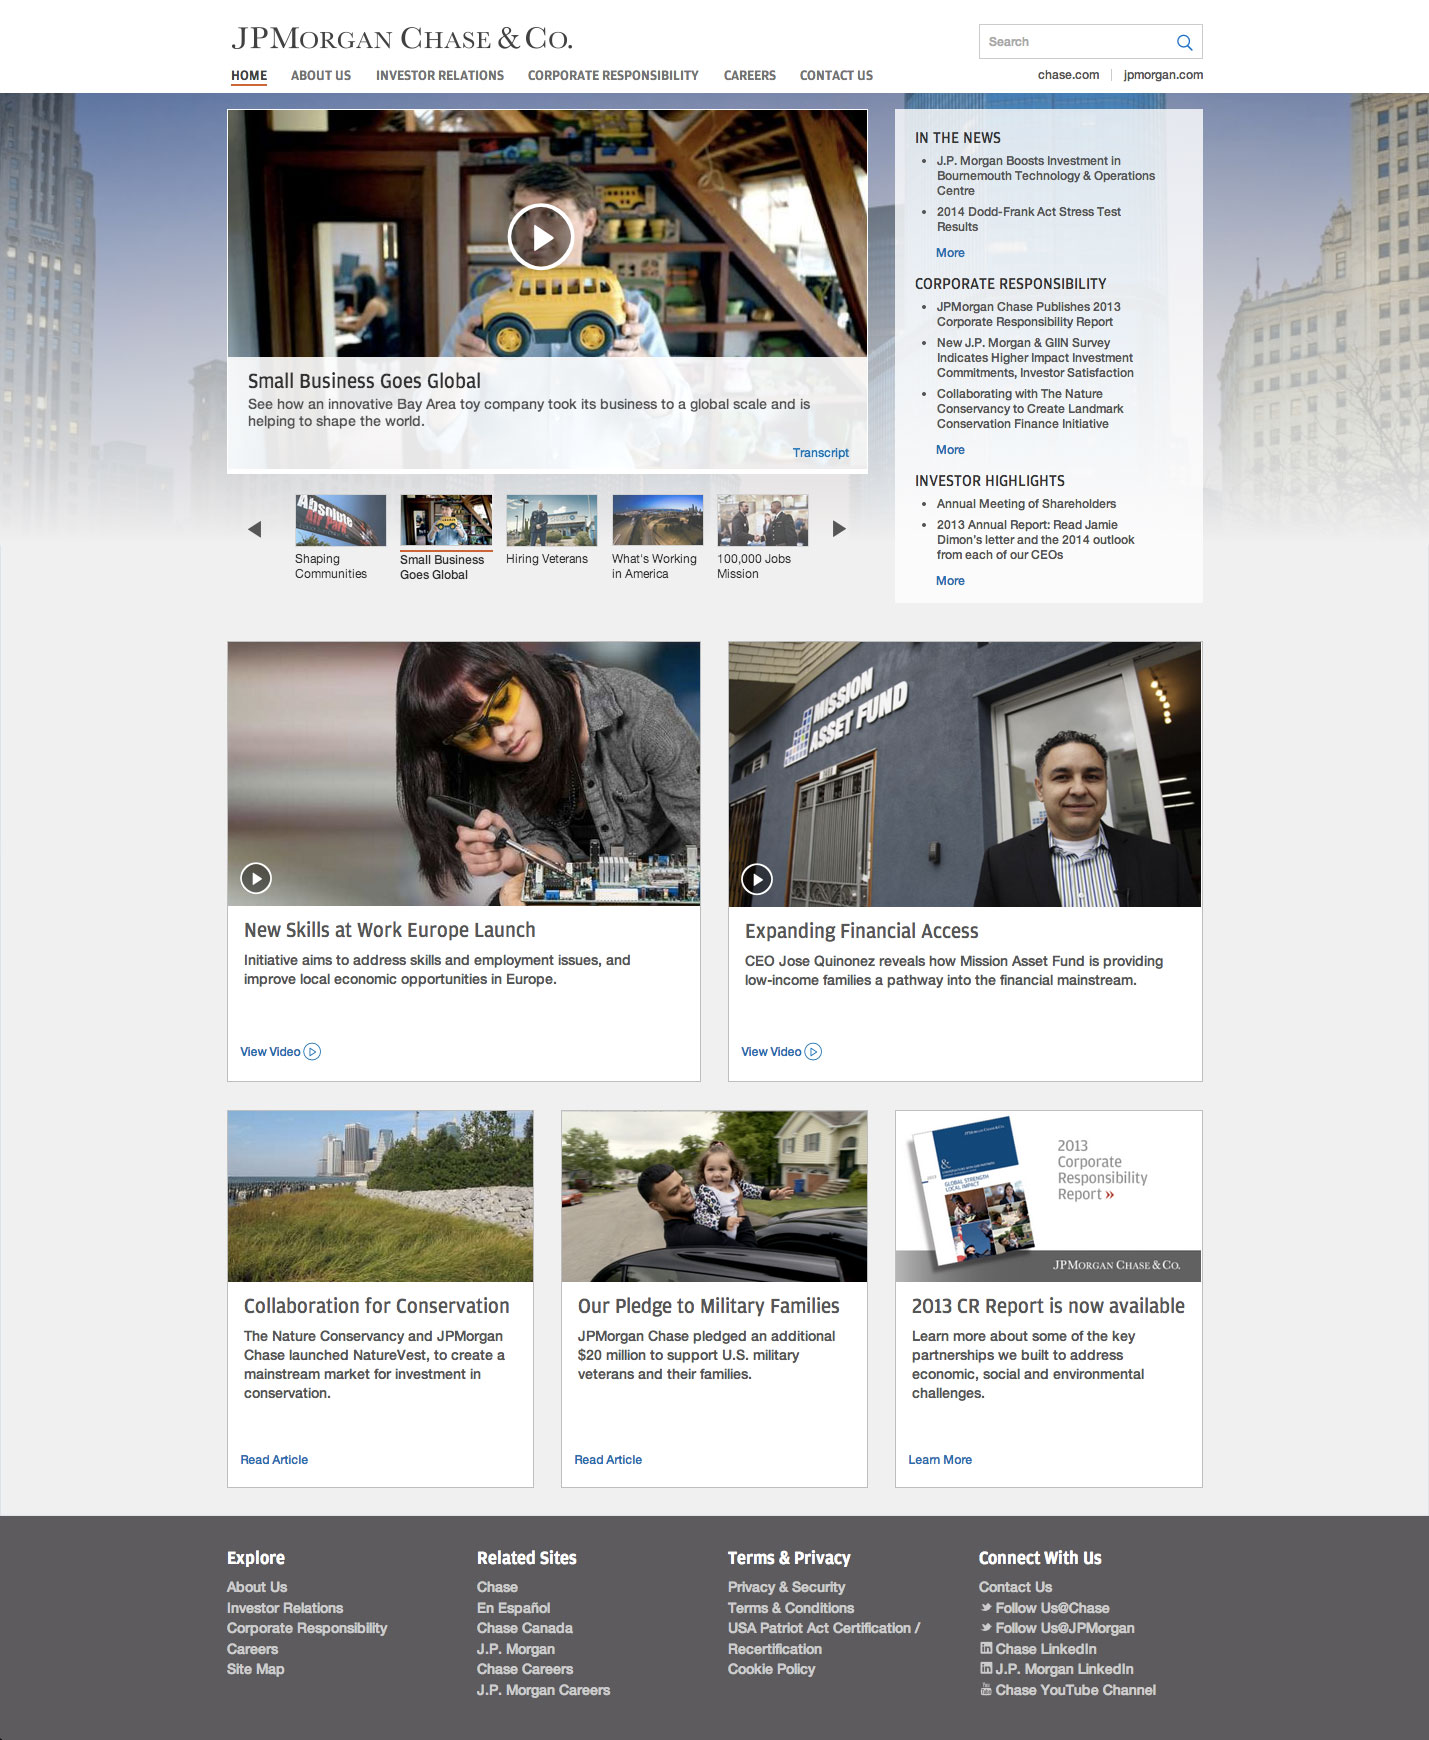 JPMORGAN CHASE & CO.
Search
HOME ABOUT US INVESTOR RELATIONS CORPORATE RESPONSIBILITY CAREERS CONTACT US
chase.com jpmorgan.com
Small Business Goes Global
See how an innovative Bay Area toy company took its business to a global scale and is
helping to shape the world.
Transcript
Absolute
Shaping
Communities
Small Business
Goes Global
Hiring Veterans
What's Working
in America
100,000 Jobs
Mission
IN THE NEWS
J.P. Morgan Boosts Investment in
Bournemouth Technology & Operations
Centre
2014 Dodd-Frank Act Stress Test
Results
More
CORPORATE RESPONSIBILITY
JPMorgan Chase Publishes 2013
Corporate Responsibility Report
New J.P. Morgan & GIIN Survey
Indicates Higher Impact Investment
Commitments, Investor Satisfaction
Collaborating with The Nature
Conservancy to Create Landmark
Conservation Finance Initiative
More
INVESTOR HIGHLIGHTS
Annual Meeting of Shareholders
2013 Annual Report: Read Jamie
Dimon's letter and the 2014 outlook
from each of our CEOs
More
New Skills at Work Europe Launch
Initiative aims to address skills and employment issues, and
improve local economic opportunities in Europe.
View Video
MISSION
ASSET FUND
Expanding Financial Access
CEO Jose Quinonez reveals how Mission Asset Fund is providing
low-income families a pathway into the financial mainstream.
View Video
Collaboration for Conservation
The Nature Conservancy and JPMorgan
Chase launched NatureVest, to create a
mainstream market for investment in
conservation.
Read Article
Our Pledge to Military Families
JPMorgan Chase pledged an additional
$20 million to support U.S. military
veterans and their families.
Read Article
JPMORGAN CHASE & CO.
&
GLOBAL STRENGTH
LOCAL IMPACT
2013
Corporate
Responsibility
Report »
JPMORGAN CHASE & CO.
2013 CR Report is now available
Learn more about some of the key
partnerships we built to address
economic, social and environmental
challenges.
Learn More
Explore
About Us
Investor Relations
Corporate Responsibility
Careers
Site Map
Related Sites
Chase
En Español
Chase Canada
J.P. Morgan
Chase Careers
J.P. Morgan Careers
Terms & Privacy
Privacy & Security
Terms & Conditions
USA Patriot Act Certification /
Recertification
Cookie Policy
Connect With Us
Contact Us
Follow Us@Chase
Follow Us@JPMorgan
Chase LinkedIn
J.P. Morgan LinkedIn
Chase YouTube Channel